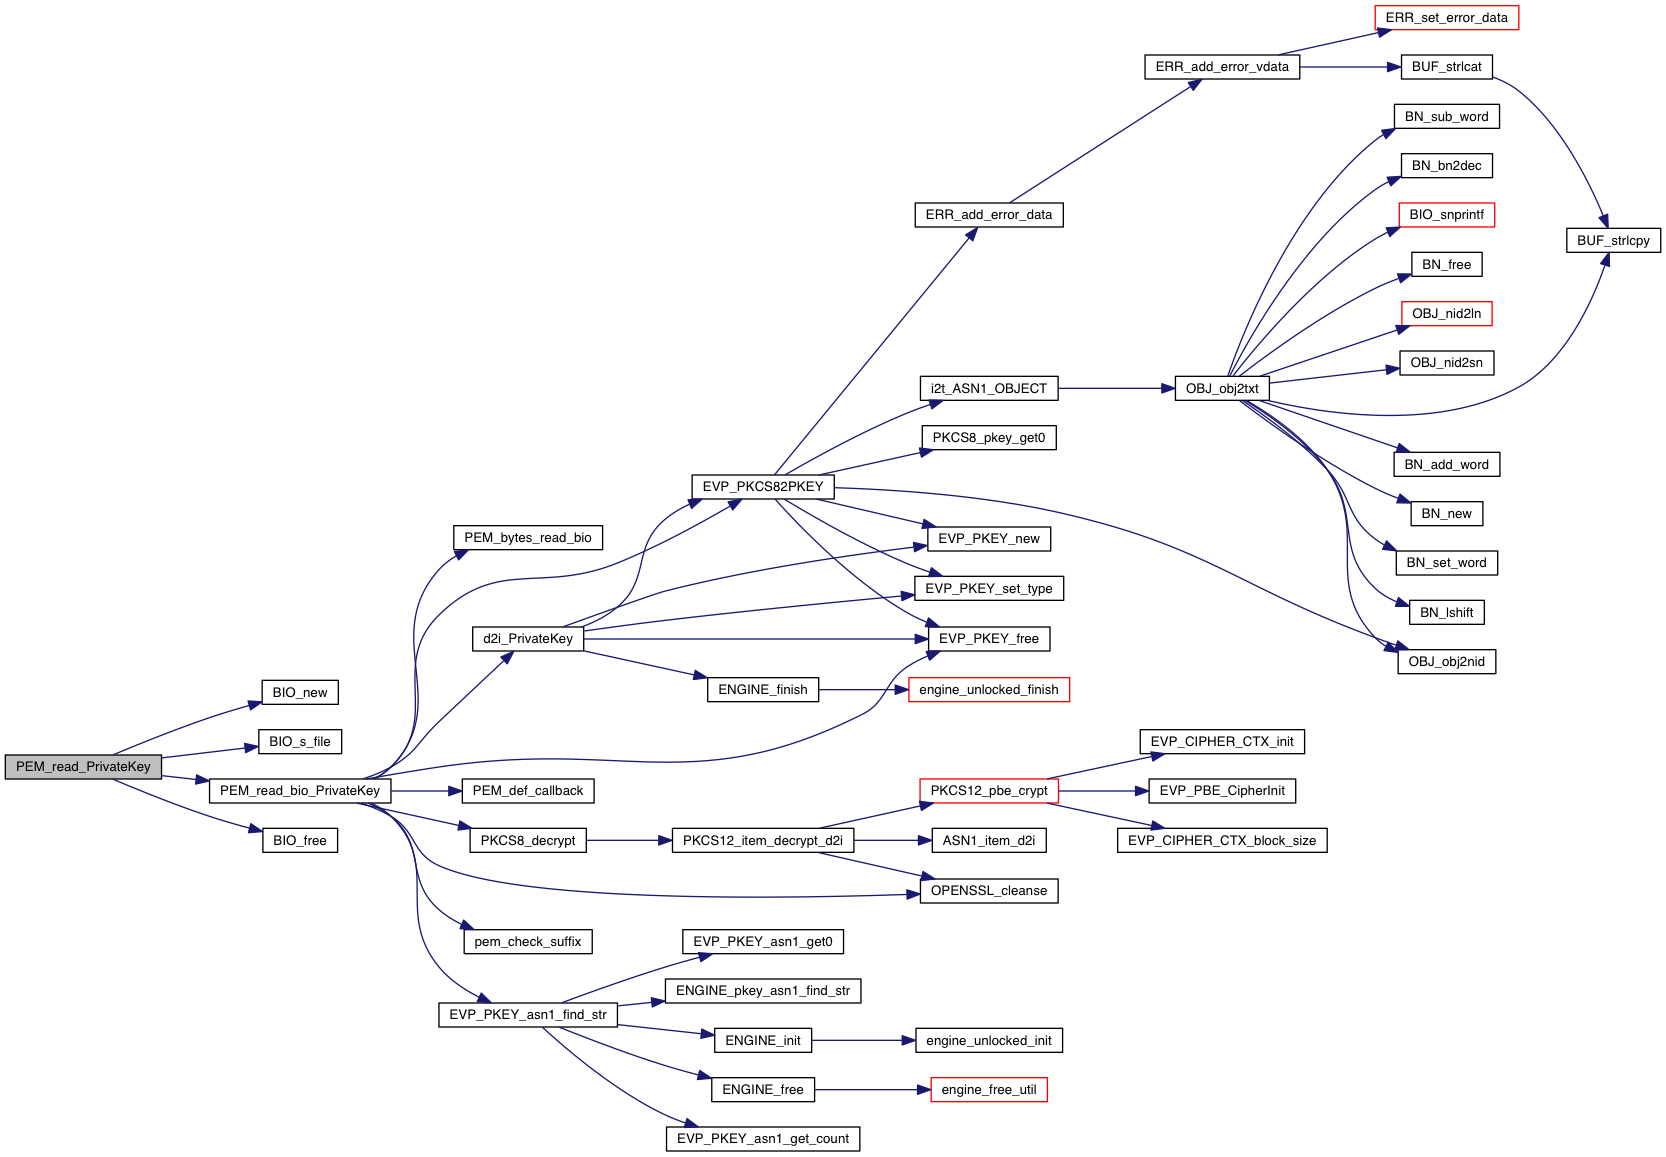 ERR_set_error_data
ERR_add_error_vdata
BUF_strlcat
BN_sub_word
BN_bn2dec
ERR_add_error_data
BIO_snprintf
BUF_strlcpy
BN_free
OBJ_nid2ln
OBJ_nid2sn
i2t_ASN1_OBJECT
OBJ_obj2txt
PKCS8_pkey_get0
BN_add_word
EVP_PKCS82PKEY
BN_new
PEM_bytes_read_bio
EVP_PKEY_new
BN_set_word
EVP_PKEY_set_type
BN_lshift
d2i_PrivateKey
EVP_PKEY_free
OBJ_obj2nid
BIO_new
ENGINE_finish
engine_unlocked_finish
BIO_s_file
EVP_CIPHER_CTX_init
PEM_read_PrivateKey
PEM_read_bio_PrivateKey
PEM_def_callback
PKCS12_pbe_crypt
EVP_PBE_CipherInit
BIO_free
PKCS8_decrypt
PKCS12_item_decrypt_d2i
ASN1_item_d2i
EVP_CIPHER_CTX_block_size
OPENSSL_cleanse
pem_check_suffix
EVP_PKEY_asn1_get0
ENGINE_pkey_asn1_find_str
EVP_PKEY_asn1_find_str
ENGINE_init
engine_unlocked_init
ENGINE_free
engine_free_util
EVP_PKEY_asn1_get_count